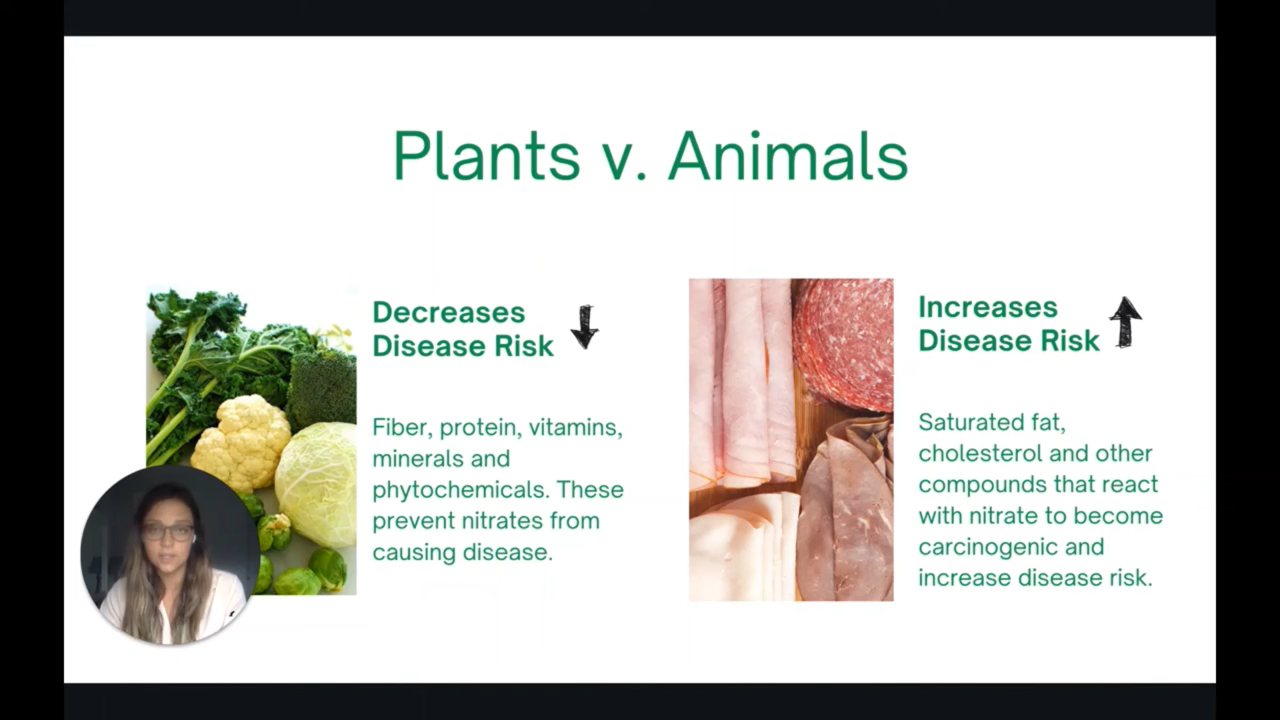 Plants v. Animals
Decreases
Disease Risk
Fiber, protein, vitamins,
minerals and
phytochemicals. These
prevent nitrates from
causing disease.
Increases
Disease Risk
Saturated fat,
cholesterol and other
compounds that react
with nitrate to become
carcinogenic and
increase disease risk.